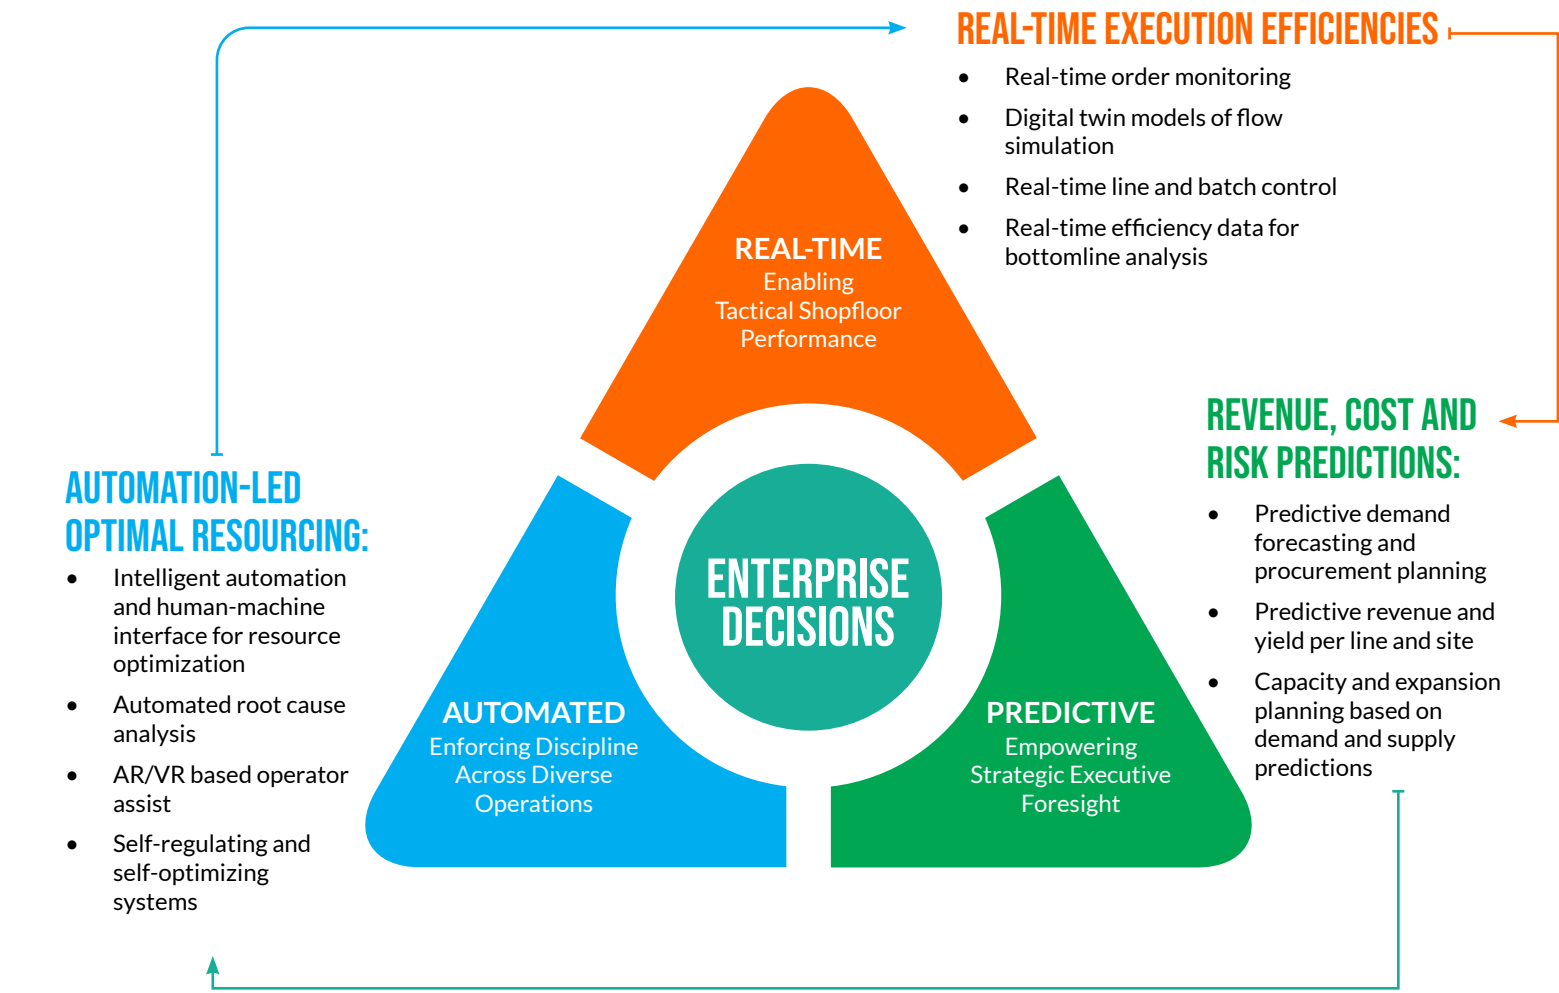 REAL-TIME EXECUTION EFFICIENCIES
• Real-time order monitoring
• Digital twin models of flow
simulation
• Real-time line and batch control
• Real-time efficiency data for
bottomline analysis
REAL-TIME
Enabling
Tactical Shopfloor
Performance
REVENUE, COST AND
RISK PREDICTIONS:
• Predictive demand
forecasting and
procurement planning
• Predictive revenue and
yield per line and site
• Capacity and expansion
planning based on
demand and supply
predictions
AUTOMATION-LED
OPTIMAL RESOURCING:
• Intelligent automation
and human-machine
interface for resource
optimization
• Automated root cause
analysis
• AR/VR based operator
assist
• Self-regulating and
self-optimizing
systems
ENTERPRISE
DECISIONS
AUTOMATED
Enforcing Discipline
Across Diverse
Operations
PREDICTIVE
Empowering
Strategic Executive
Foresight